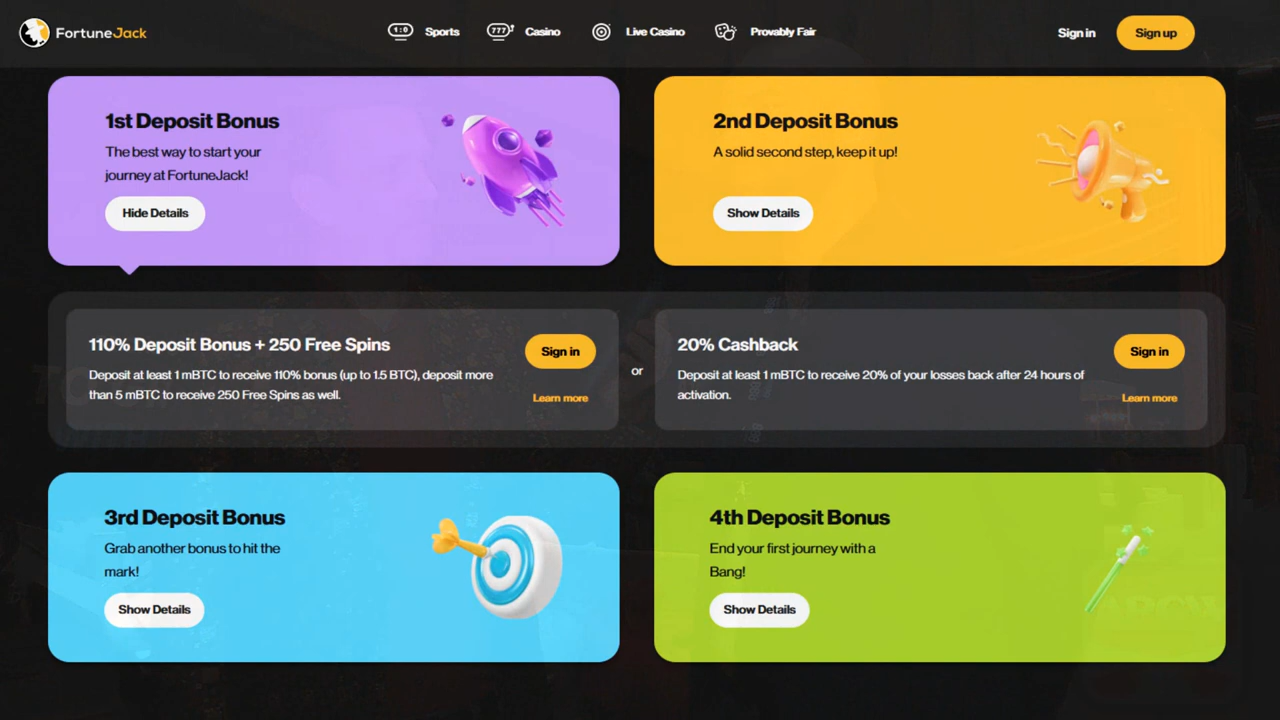 FortuneJack
1:0 Sports
777 Casino
Live Casino
Provably Fair
Sign in
Sign up
1st Deposit Bonus
The best way to start your
journey at FortuneJack!
Hide Details
2nd Deposit Bonus
A solid second step, keep it up!
Show Details
110% Deposit Bonus + 250 Free Spins
Deposit at least 1 mBTC to receive 110% bonus (up to 1.5 BTC), deposit more
than 5 mBTC to receive 250 Free Spins as well.
Sign in
Learn more
or
20% Cashback
Deposit at least 1 mBTC to receive 20% of your losses back after 24 hours of
activation.
Sign in
Learn more
3rd Deposit Bonus
Grab another bonus to hit the
mark!
Show Details
4th Deposit Bonus
End your first journey with a
Bang!
Show Details